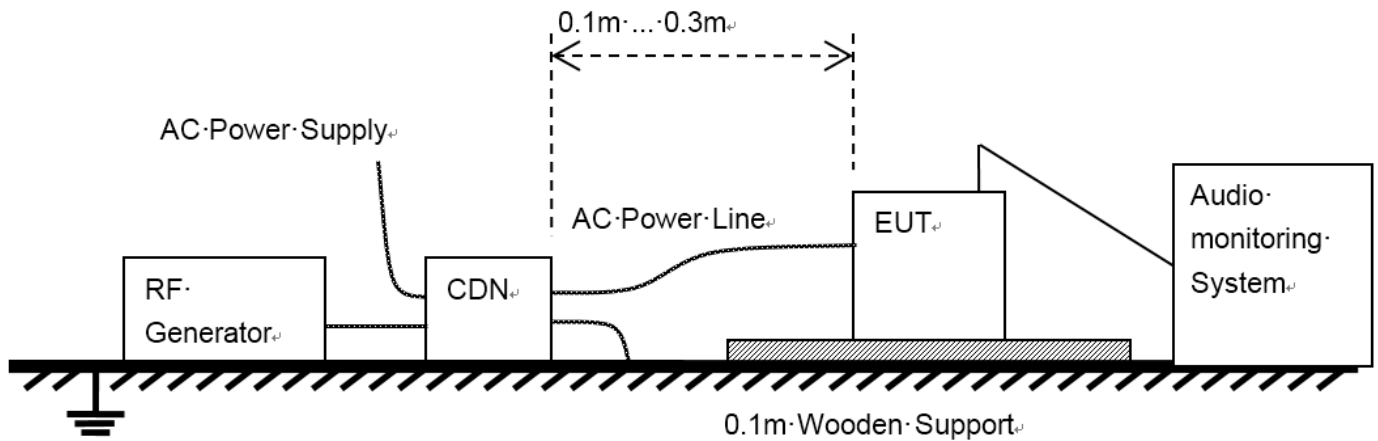 0.1m· ... ·0.3m↵
AC·Power·Supply↵
AC·Power·Line↵
EUT↵
Audio·
monitoring·
System↵
RF·
Generator↵
CDN↵
0.1m·Wooden·Support↵